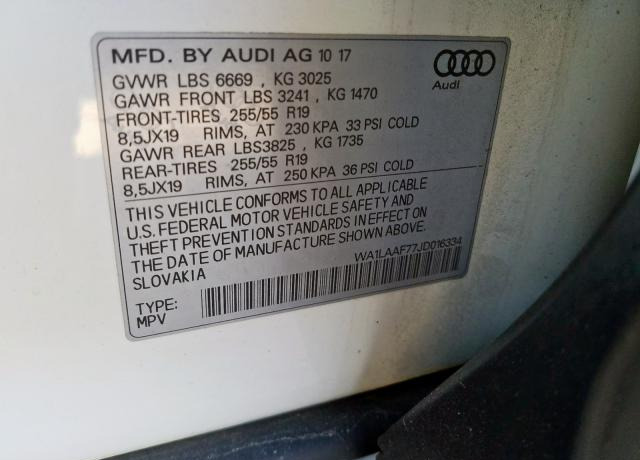 MFD. BY AUDI AG 10 17
Audi
GVWR LBS 6669 , KG 3025
GAWR FRONT LBS 3241 , KG 1470
FRONT-TIRES 255/55 R19
8,5JX19 RIMS, AT 230 KPA 33 PSI COLD
GAWR REAR LBS3825 , KG 1735
REAR-TIRES 255/55 R19
8,5JX19 RIMS, AT 250 KPA 36 PSI COLD
THIS VEHICLE CONFORMS TO ALL APPLICABLE
U.S. FEDERAL MOTOR VEHICLE SAFETY AND
THEFT PREVENTION STANDARDS IN EFFECT ON
THE DATE OF MANUFACTURE SHOWN ABOVE.
SLOVAKIA
WA1LAAF77JD016334
TYPE:
MPV